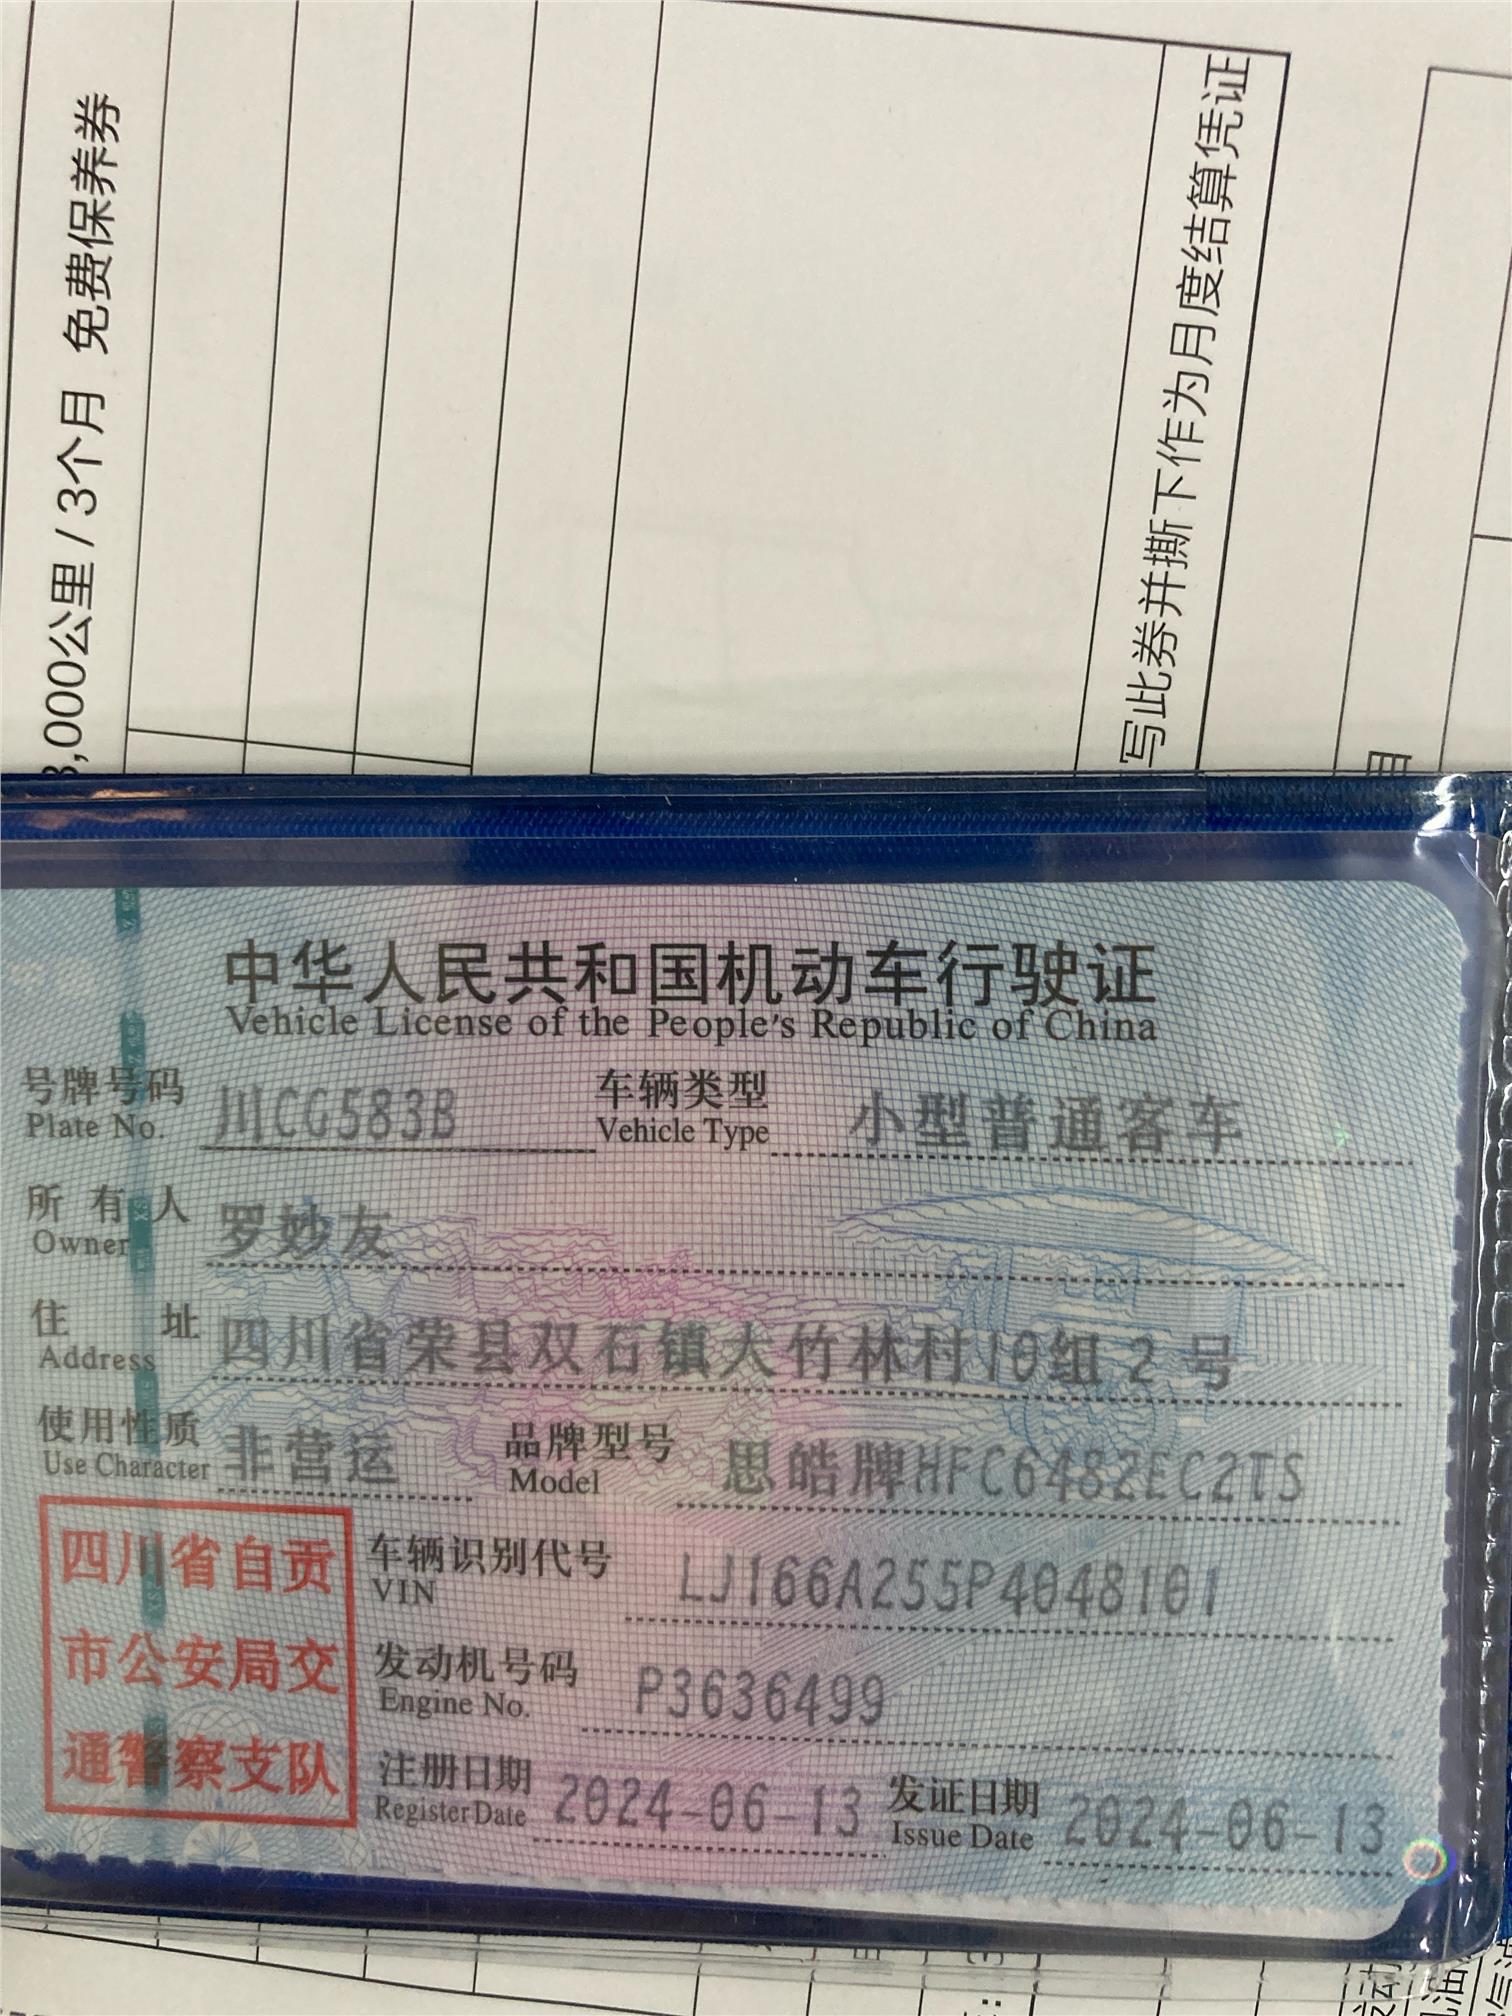 3,000公里 / 3个月 免费保养券
写此券并撕下作为月度结算凭证
中华人民共和国机动车行驶证
Vehicle License of the People's Republic of China
号牌号码 川CG583B 车辆类型 小型普通客车
Plate No. Vehicle Type
所有人 罗妙友
Owner
住址 四川省荣县双石镇大竹林村10组2号
Address
使用性质 非营运 品牌型号 思皓牌HFC6482EC2TS
Use Character Model
四川省自贡
市公安局交
通警察支队
车辆识别代号 LJ166A255P4048101
VIN
发动机号码 P3636499
Engine No.
注册日期 2024-06-13 发证日期 2024-06-13
Register Date Issue Date